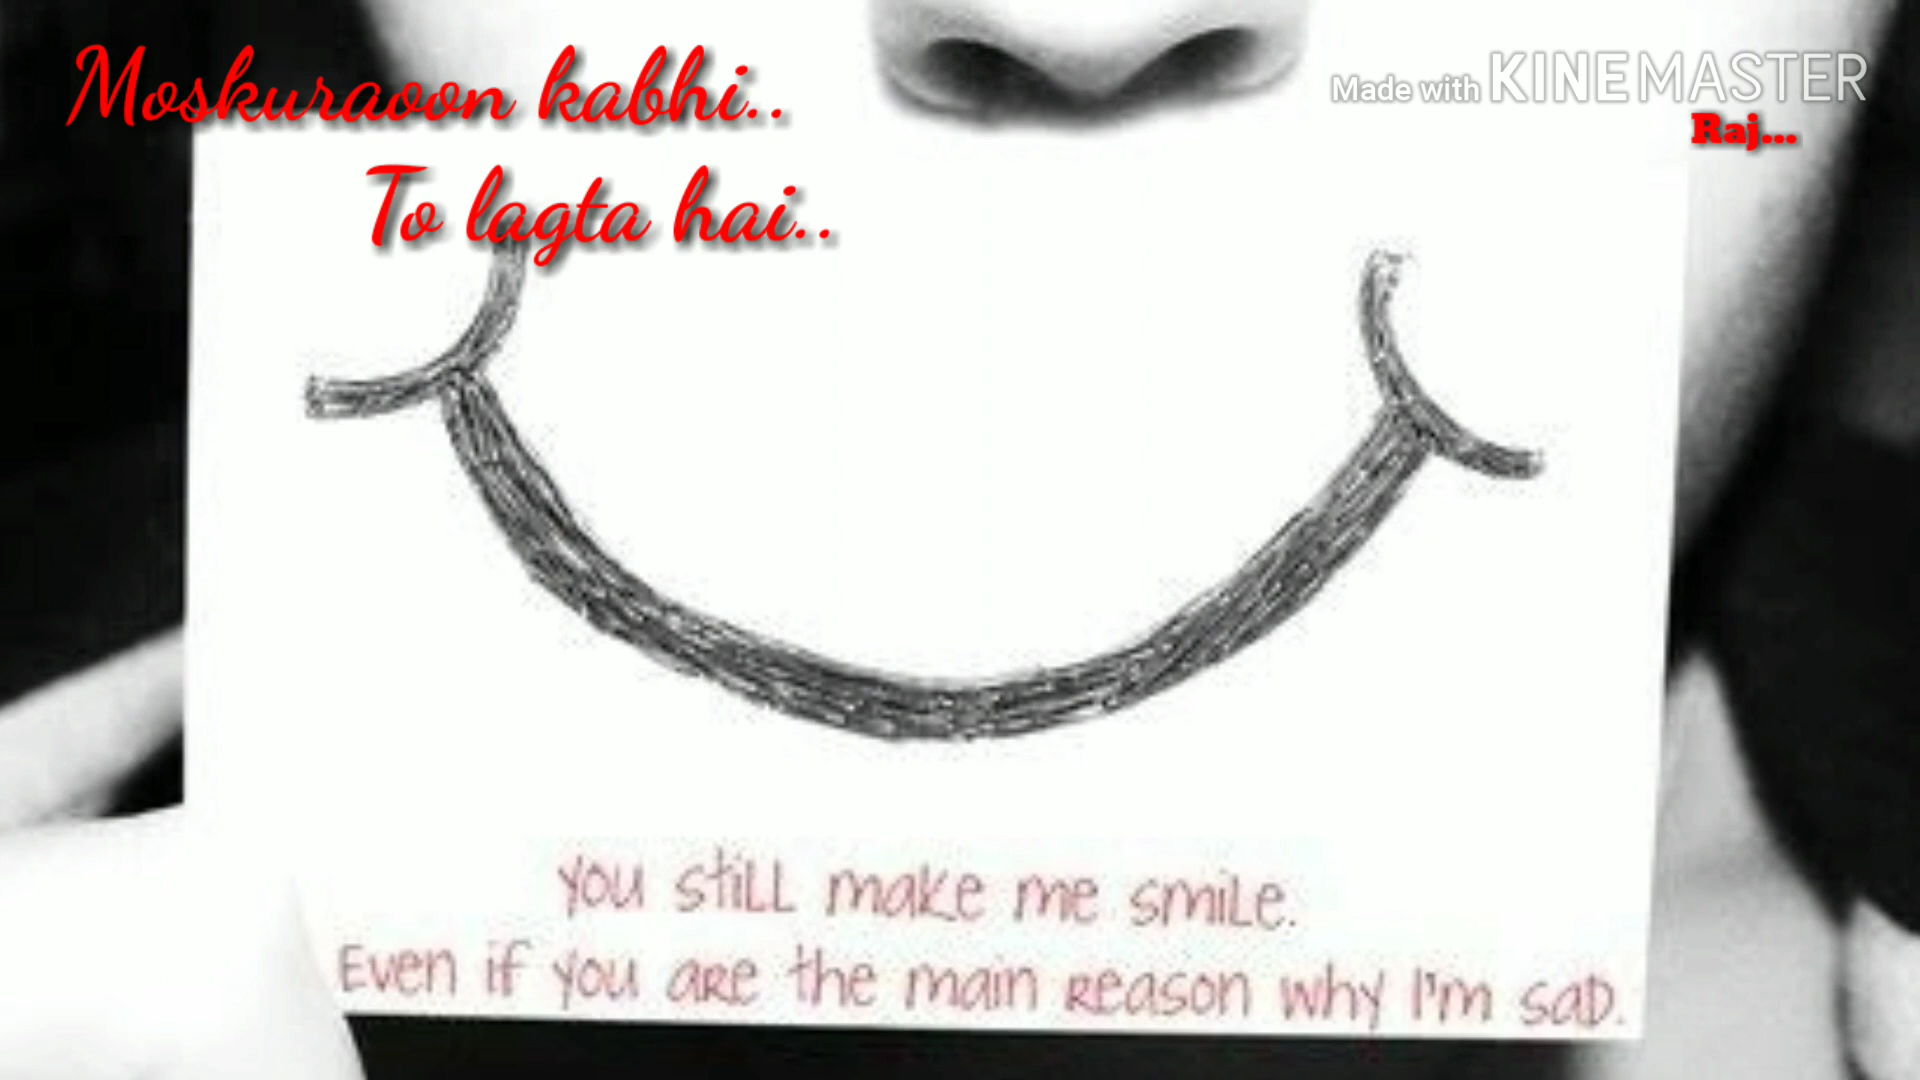 Moskuraoon kabhi..
Made with KINEMASTER
Raj...
To lagta hai..
You still make me smile.
Even if you are the main reason why I'm sad.